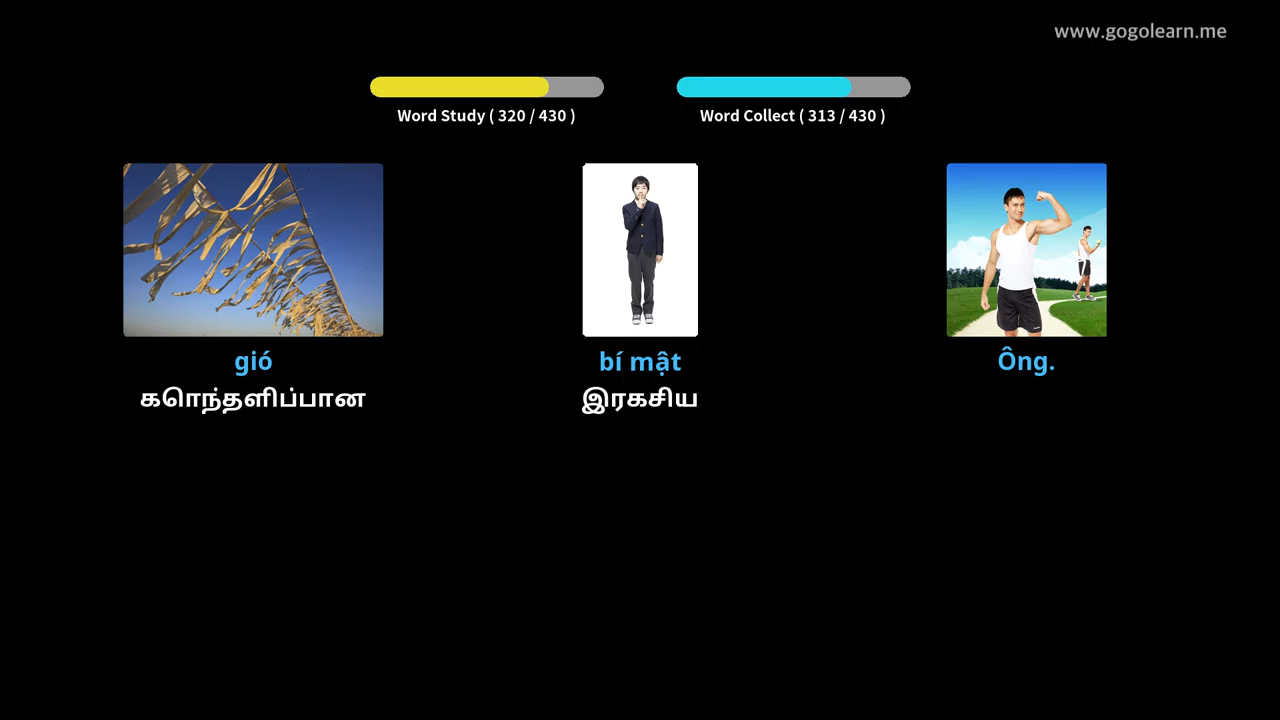 www.gogolearn.me
Word Study ( 320 / 430 )
Word Collect ( 313 / 430 )
gió
bí mật
Ông.
கொந்தளிப்பான
இரகசிய